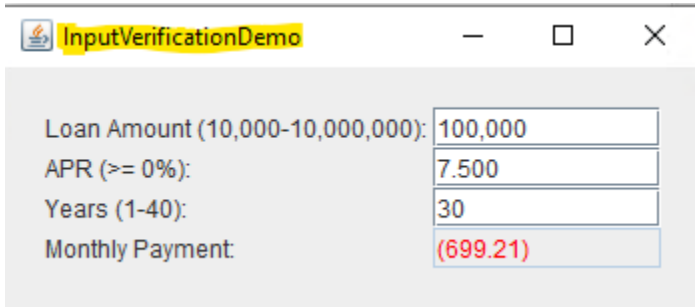 InputVerificationDemo
Loan Amount (10,000-10,000,000): 100,000
APR (>= 0%): 7.500
Years (1-40): 30
Monthly Payment: (699.21)